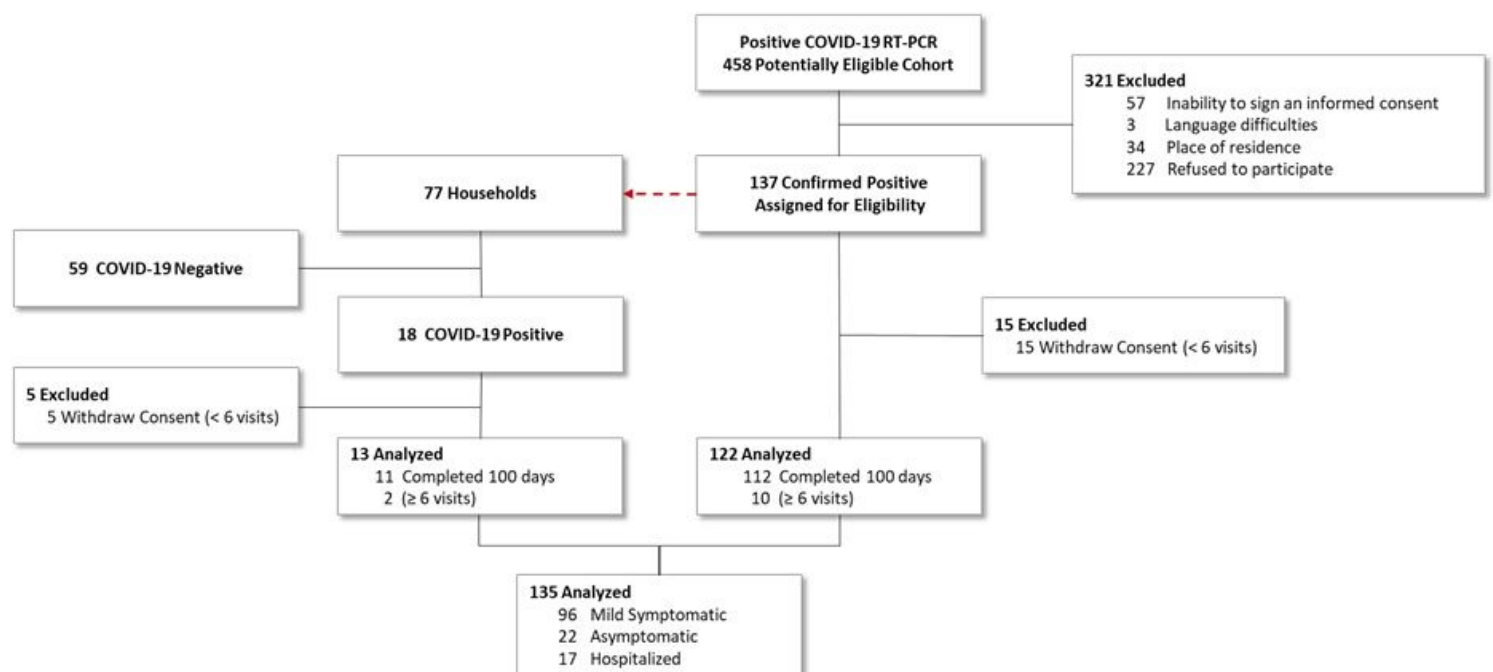 Positive COVID-19 RT-PCR
458 Potentially Eligible Cohort
321 Excluded
57 Inability to sign an informed consent
3 Language difficulties
34 Place of residence
227 Refused to participate
77 Households
137 Confirmed Positive
Assigned for Eligibility
59 COVID-19 Negative
18 COVID-19 Positive
15 Excluded
15 Withdraw Consent (< 6 visits)
5 Excluded
5 Withdraw Consent (< 6 visits)
13 Analyzed
11 Completed 100 days
2 (≥ 6 visits)
122 Analyzed
112 Completed 100 days
10 (≥ 6 visits)
135 Analyzed
96 Mild Symptomatic
22 Asymptomatic
17 Hospitalized